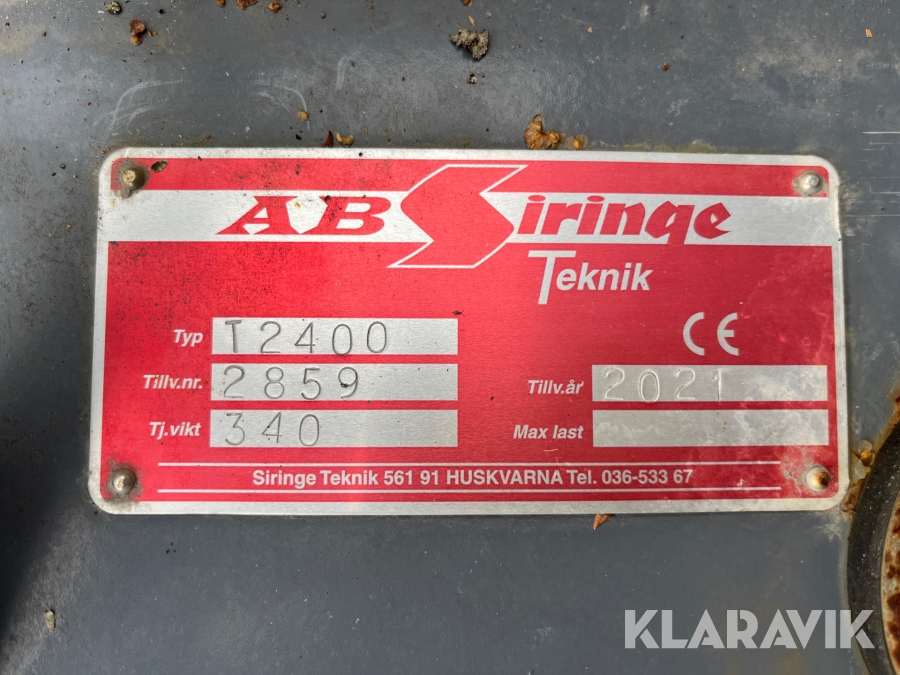 AB Siringe
Teknik
CE
Typ T2400
Tillv.nr. 2859
Tillv.år 2021
Tj.vikt 340
Max last
Siringe Teknik 561 91 HUSKVARNA Tel. 036-533 67
KLARAVIK